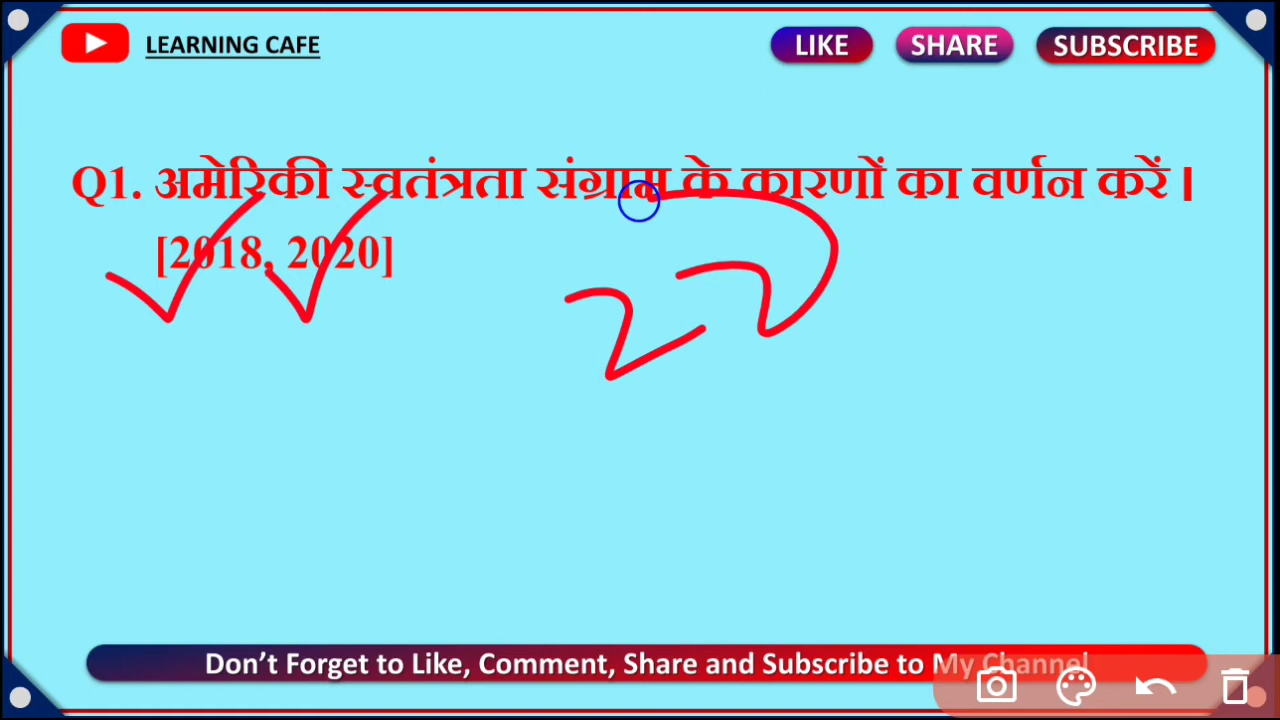 LEARNING CAFE
LIKE SHARE SUBSCRIBE
Q1. अमेरिकी स्वतंत्रता संग्राम के कारणों का वर्णन करें |
[2018, 2020]
Don't Forget to Like, Comment, Share and Subscribe to My Channel